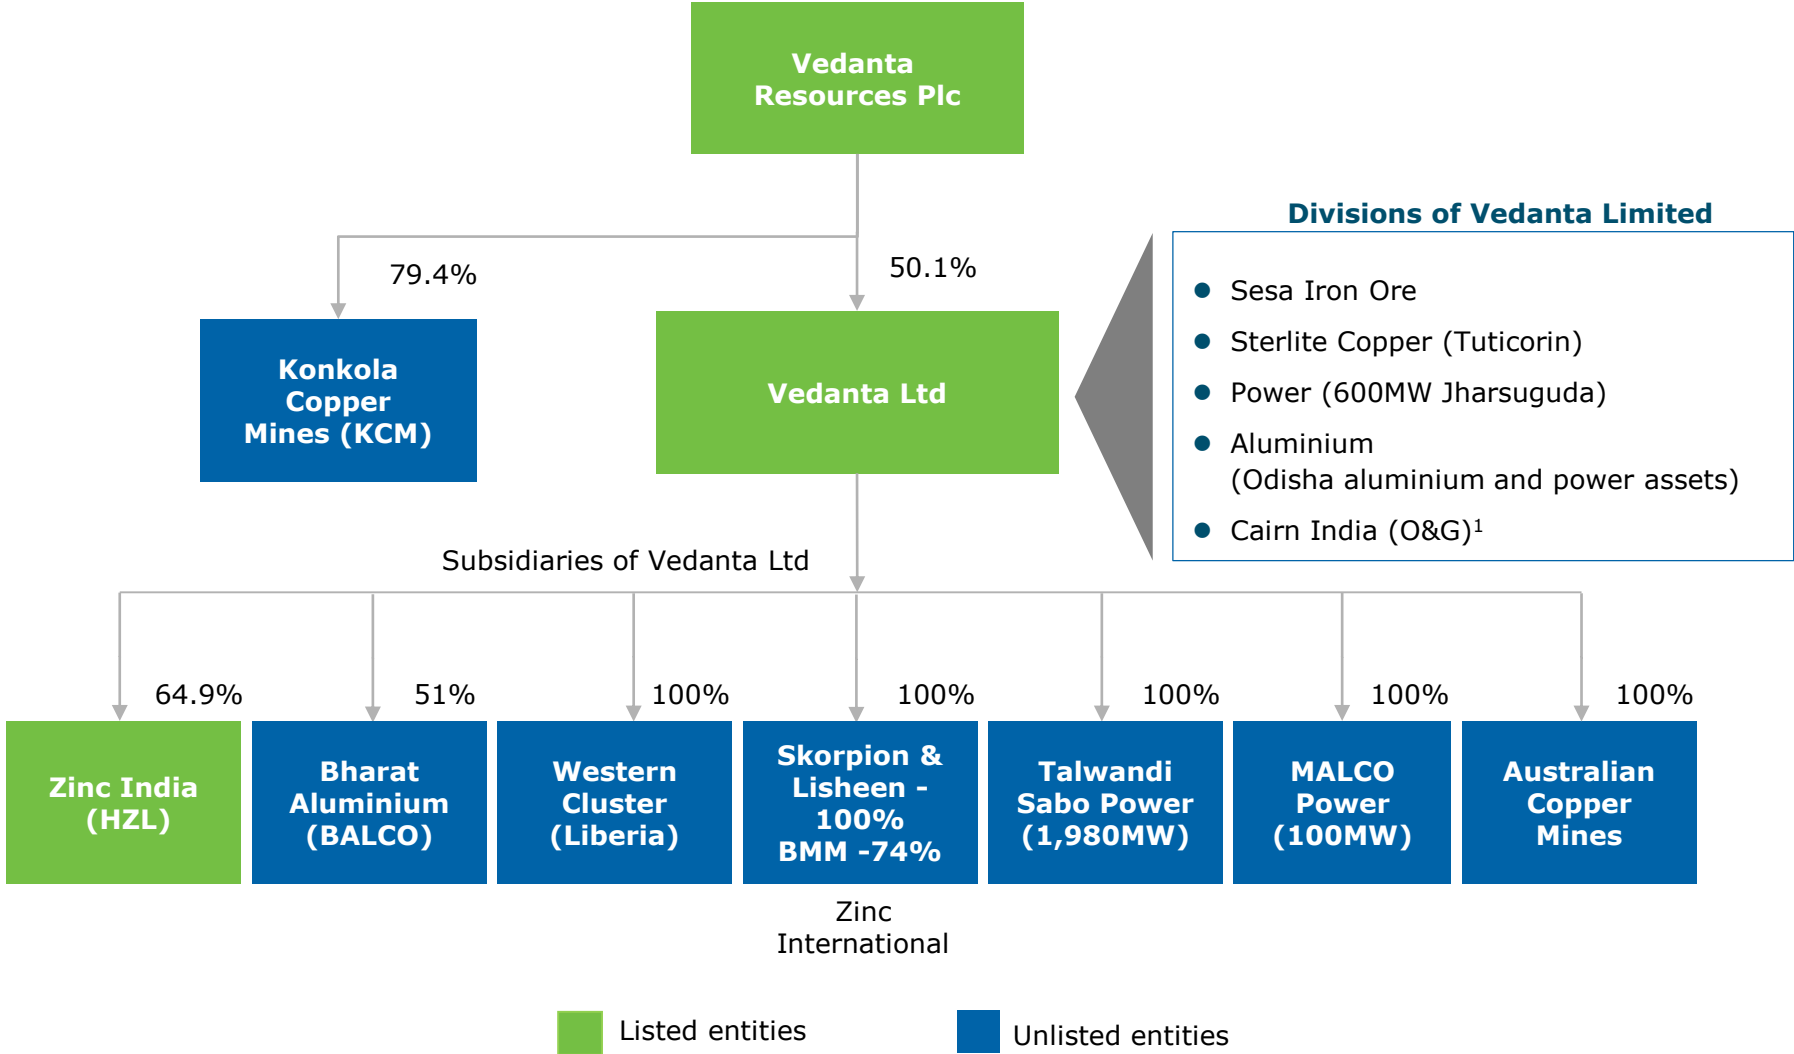 Vedanta
Resources Plc
Divisions of Vedanta Limited
79.4%
50.1%
Konkola
Copper
Mines (KCM)
Vedanta Ltd
Sesa Iron Ore
Sterlite Copper (Tuticorin)
Power (600MW Jharsuguda)
Aluminium
(Odisha aluminium and power assets)
Cairn India (O&G)¹
Subsidiaries of Vedanta Ltd
64.9%
51%
100%
100%
100%
100%
100%
Zinc India
(HZL)
Bharat
Aluminium
(BALCO)
Western
Cluster
(Liberia)
Skorpion &
Lisheen -
100%
BMM -74%
Talwandi
Sabo Power
(1,980MW)
MALCO
Power
(100MW)
Australian
Copper
Mines
Zinc
International
Listed entities
Unlisted entities